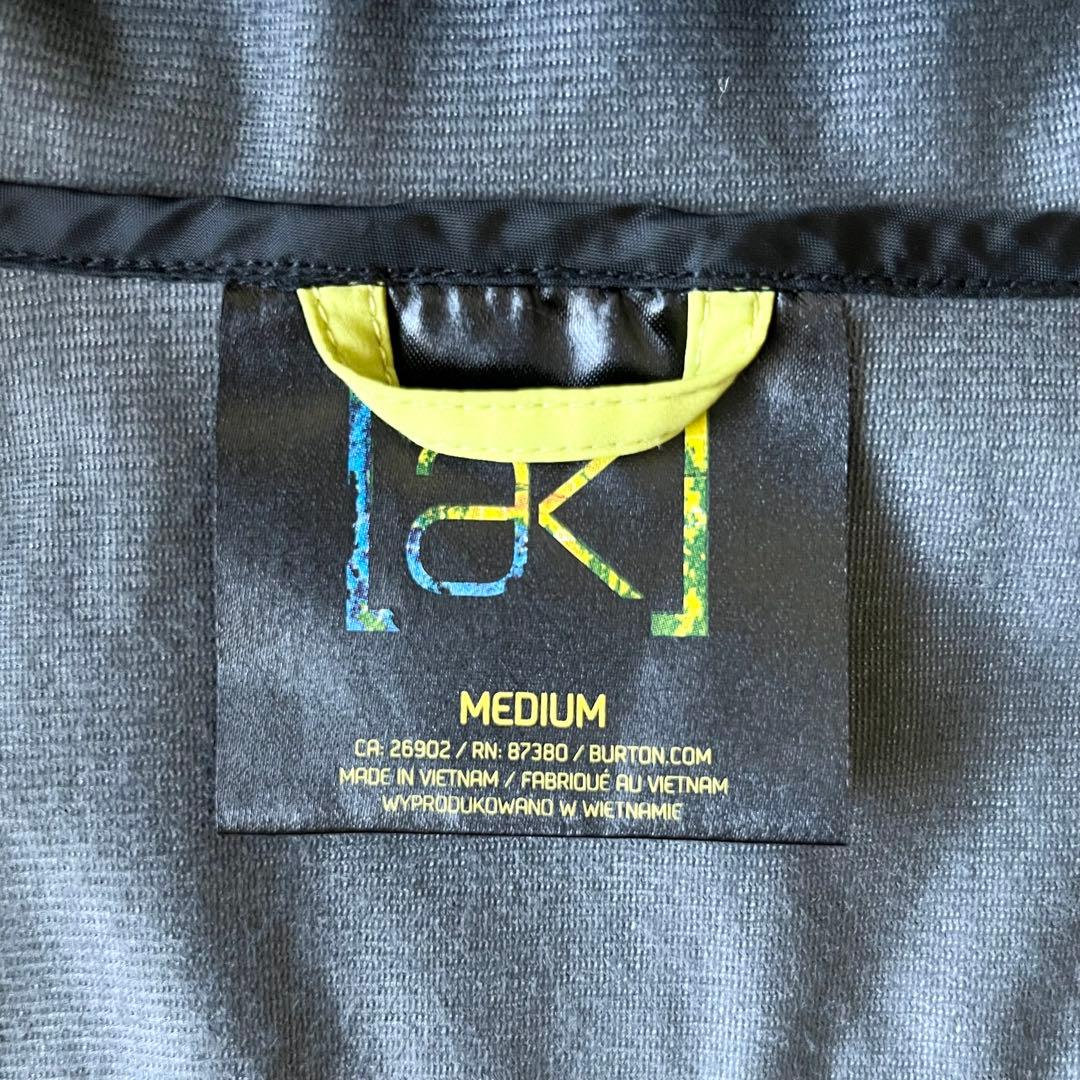 [ak]
MEDIUM
CA: 26902 / RN: 87380 / BURTON.COM
MADE IN VIETNAM / FABRIQUÉ AU VIETNAM
WYPRODUKOWANO W WIETNAMIE